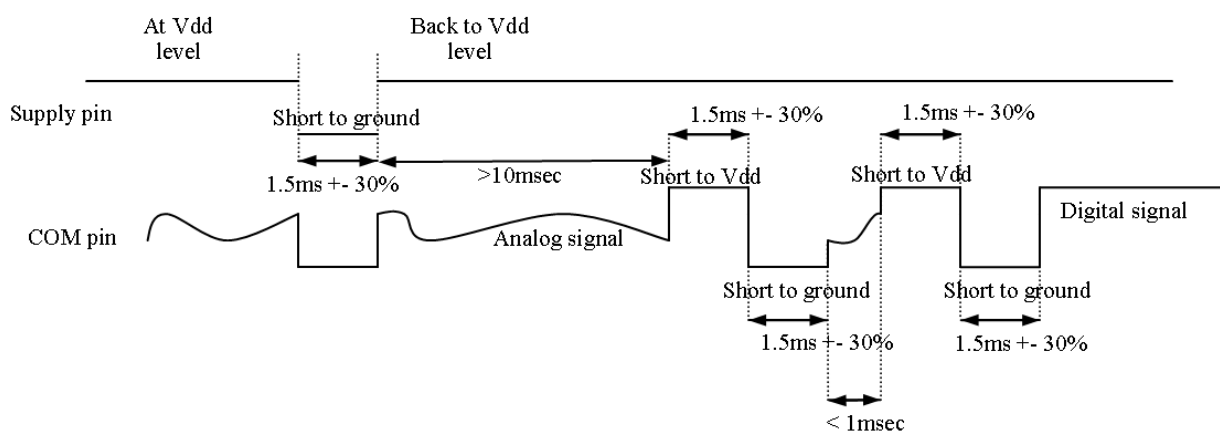 At Vdd
level
Back to Vdd
level
Supply pin
Short to ground
1.5ms +- 30%
1.5ms +- 30%
1.5ms +- 30%
>10msec
Short to Vdd
Short to Vdd
COM pin
Analog signal
Digital signal
Short to ground
Short to ground
1.5ms +- 30%
1.5ms +- 30%
< 1msec